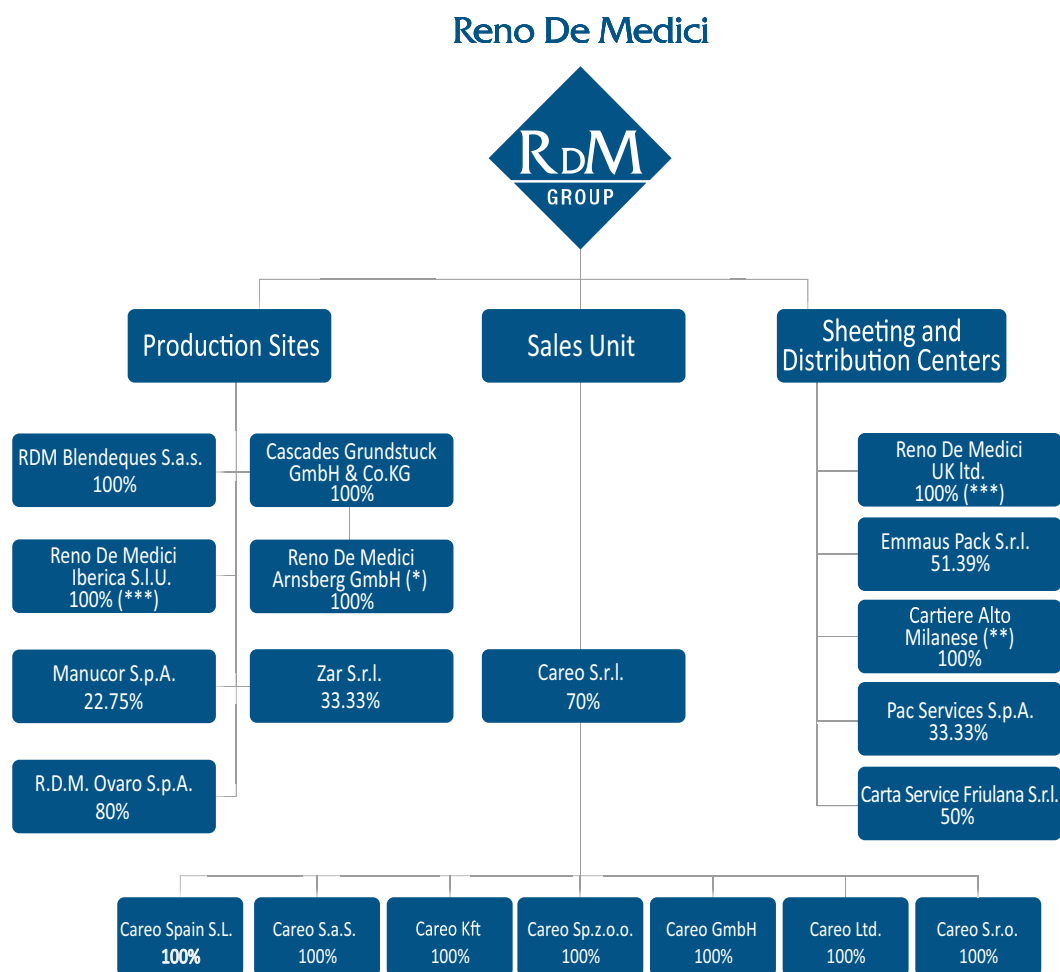 Reno De Medici
RDM
GROUP
Production Sites
Sales Unit
Sheeting and
Distribution Centers
RDM Blendeques S.a.s.
100%
Cascades Grundstuck
GmbH & Co.KG
100%
Reno De Medici
UK ltd.
100% (***)
Emmaus Pack S.r.l.
51.39%
Reno De Medici
Iberica S.l.U.
100% (***)
Reno De Medici
Arnsberg GmbH (*)
100%
Cartiere Alto
Milanese (**)
100%
Manucor S.p.A.
22.75%
Zar S.r.l.
33.33%
Careo S.r.l.
70%
Pac Services S.p.A.
33.33%
R.D.M. Ovaro S.p.A.
80%
Carta Service Friulana S.r.l.
50%
Careo Spain S.L.
100%
Careo S.a.S.
100%
Careo Kft
100%
Careo Sp.z.o.o.
100%
Careo GmbH
100%
Careo Ltd.
100%
Careo S.r.o.
100%